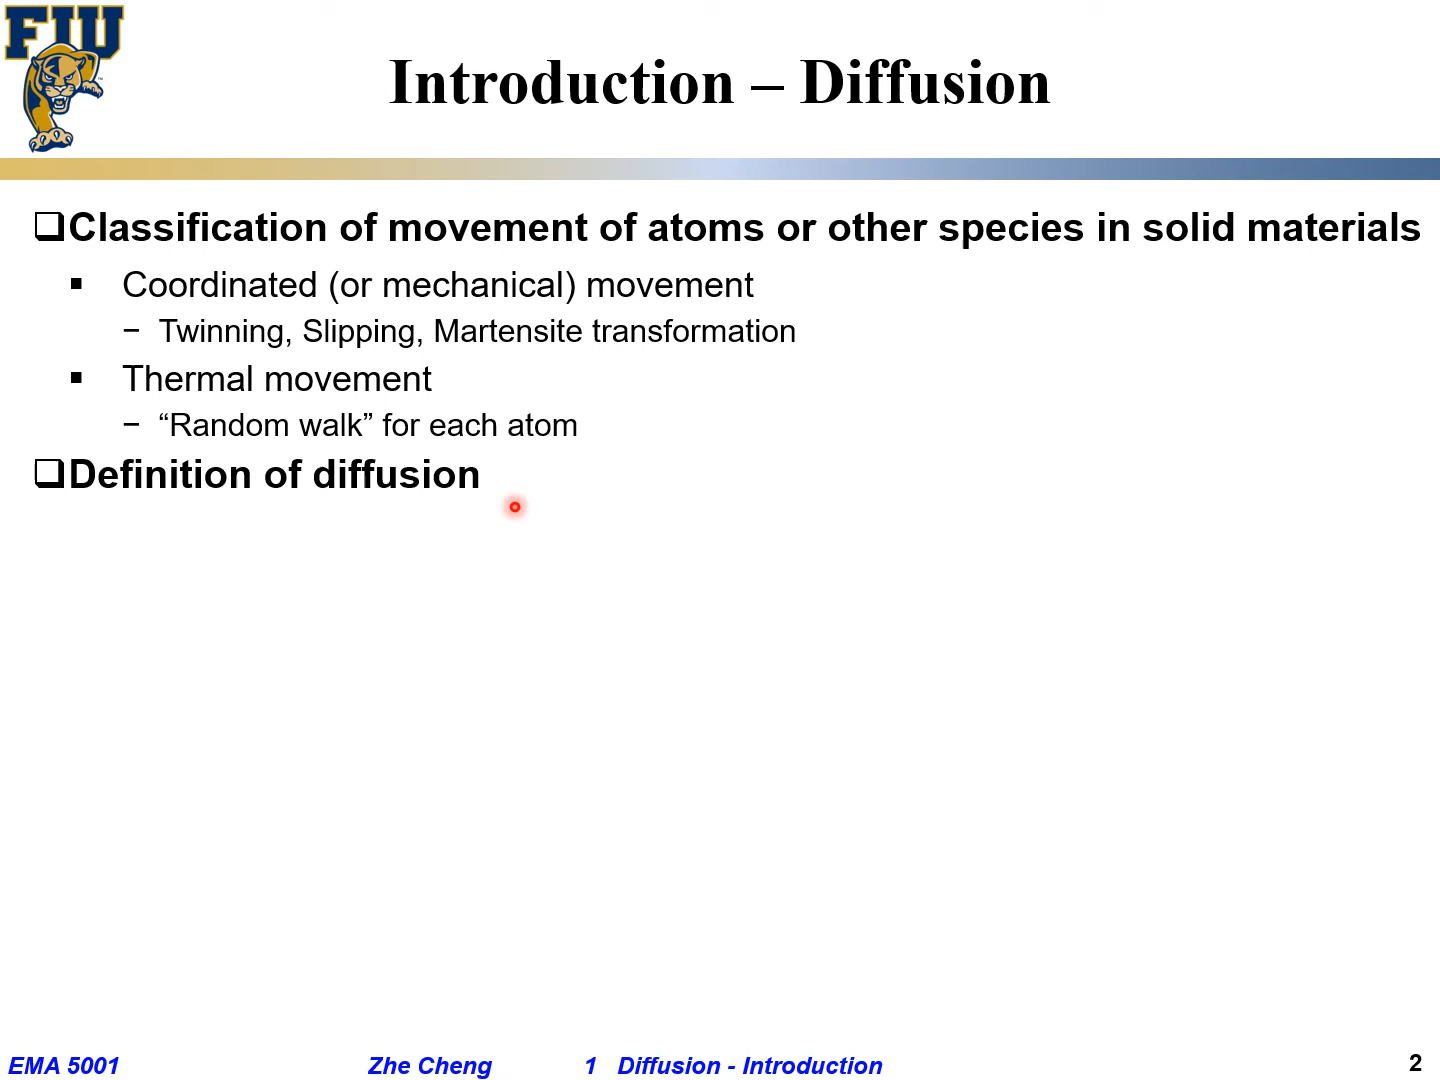 FIU
Introduction – Diffusion
❑Classification of movement of atoms or other species in solid materials
▪ Coordinated (or mechanical) movement
− Twinning, Slipping, Martensite transformation
▪ Thermal movement
− “Random walk” for each atom
❑Definition of diffusion
EMA 5001 Zhe Cheng 1 Diffusion - Introduction 2